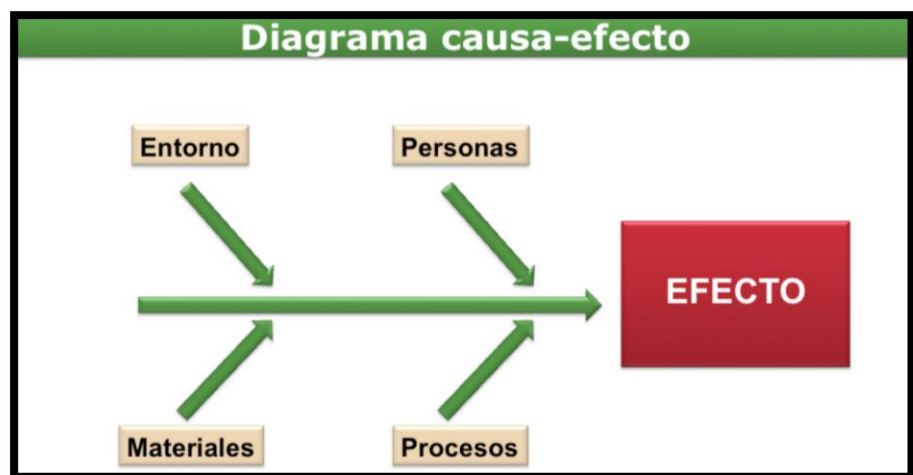 Diagrama causa-efecto
Entorno
Personas
EFECTO
Materiales
Procesos